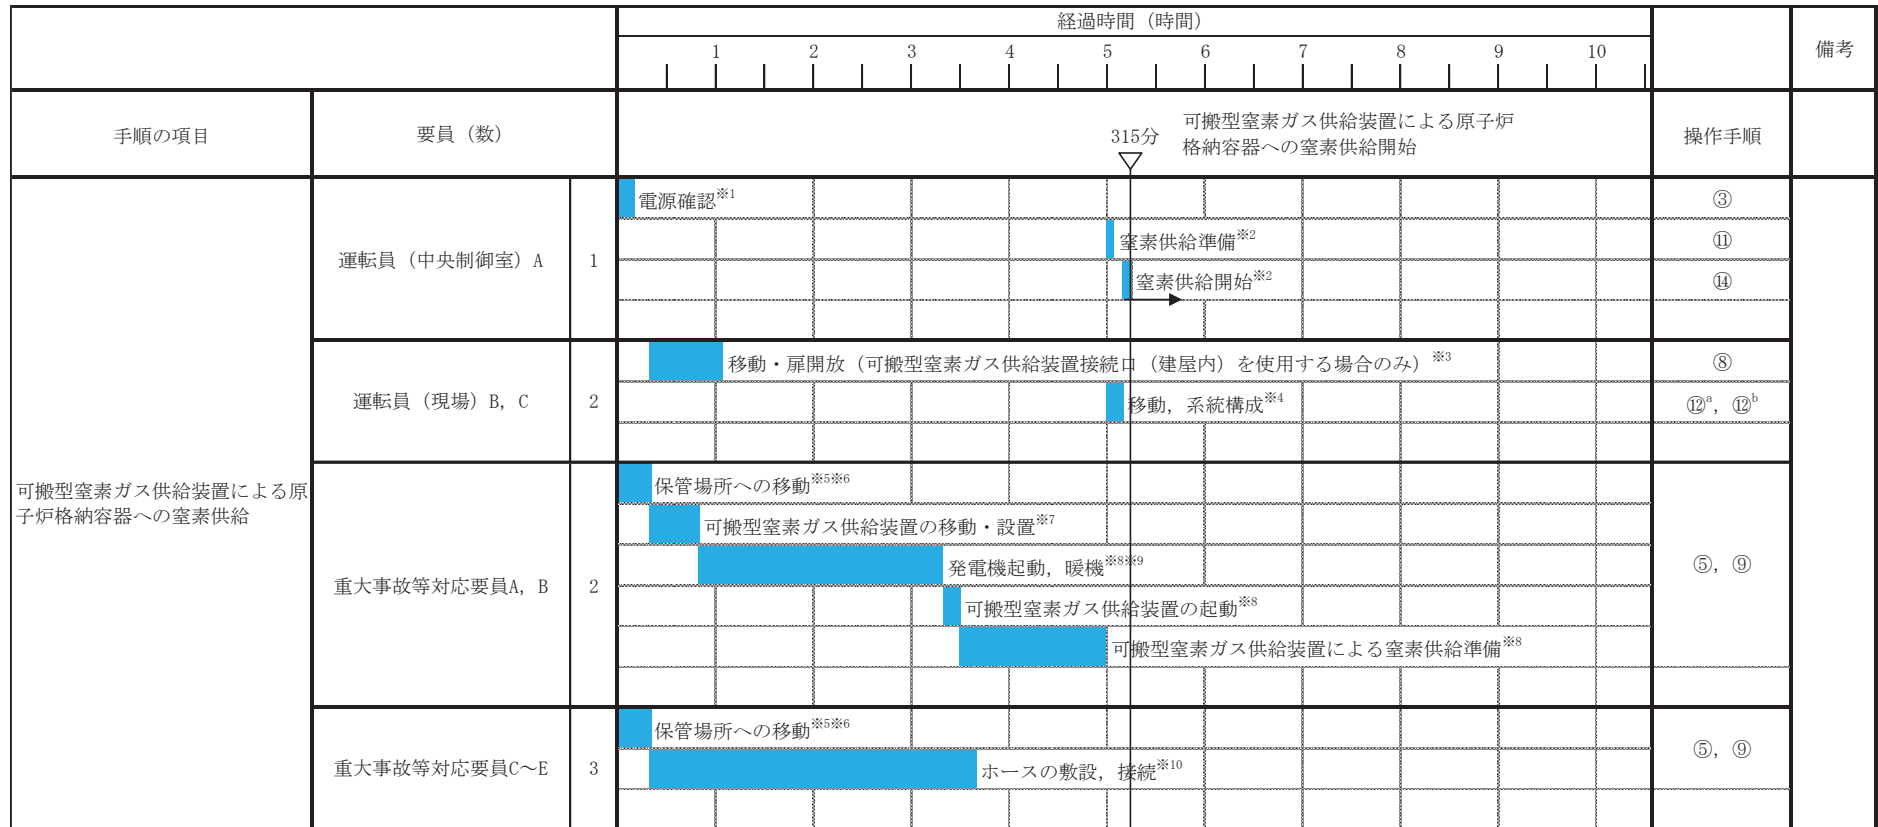 経過時間（時間）
備考
1 2 3 4 5 6 7 8 9 10
手順の項目
要員（数）
315分
可搬型窒素ガス供給装置による原子炉
格納容器への窒素供給開始
操作手順
可搬型窒素ガス供給装置による原
子炉格納容器への窒素供給
運転員（中央制御室）A
1
電源確認※1
③
窒素供給準備※2
⑪
窒素供給開始※2
⑭
運転員（現場）B，C
2
移動・扉開放（可搬型窒素ガス供給装置接続口（建屋内）を使用する場合のみ）※3
⑧
移動，系統構成※4
⑫a，⑫b
重大事故等対応要員A，B
2
保管場所への移動※5※6
可搬型窒素ガス供給装置の移動・設置※7
発電機起動，暖機※8※9
可搬型窒素ガス供給装置の起動※8
可搬型窒素ガス供給装置による窒素供給準備※8
⑤，⑨
重大事故等対応要員C～E
3
保管場所への移動※5※6
ホースの敷設，接続※10
⑤，⑨